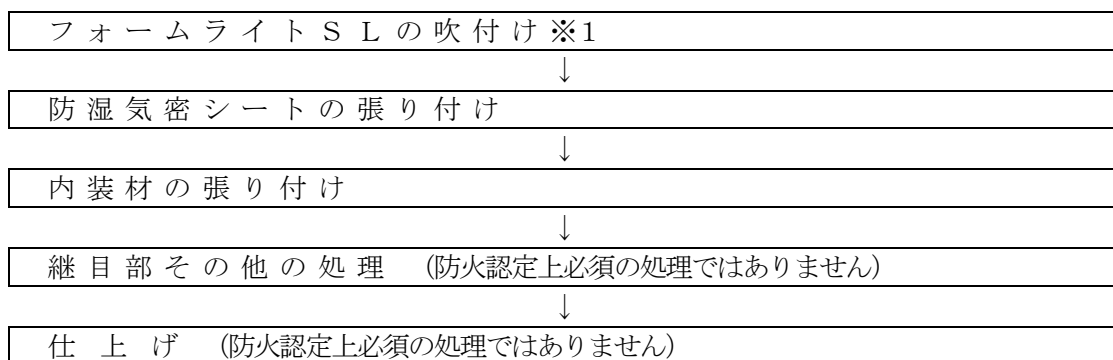 フォームライトＳＬの吹付け※1
↓
防湿気密シートの張り付け
↓
内装材の張り付け
↓
継目部その他の処理 (防火認定上必須の処理ではありません)
↓
仕上げ (防火認定上必須の処理ではありません)